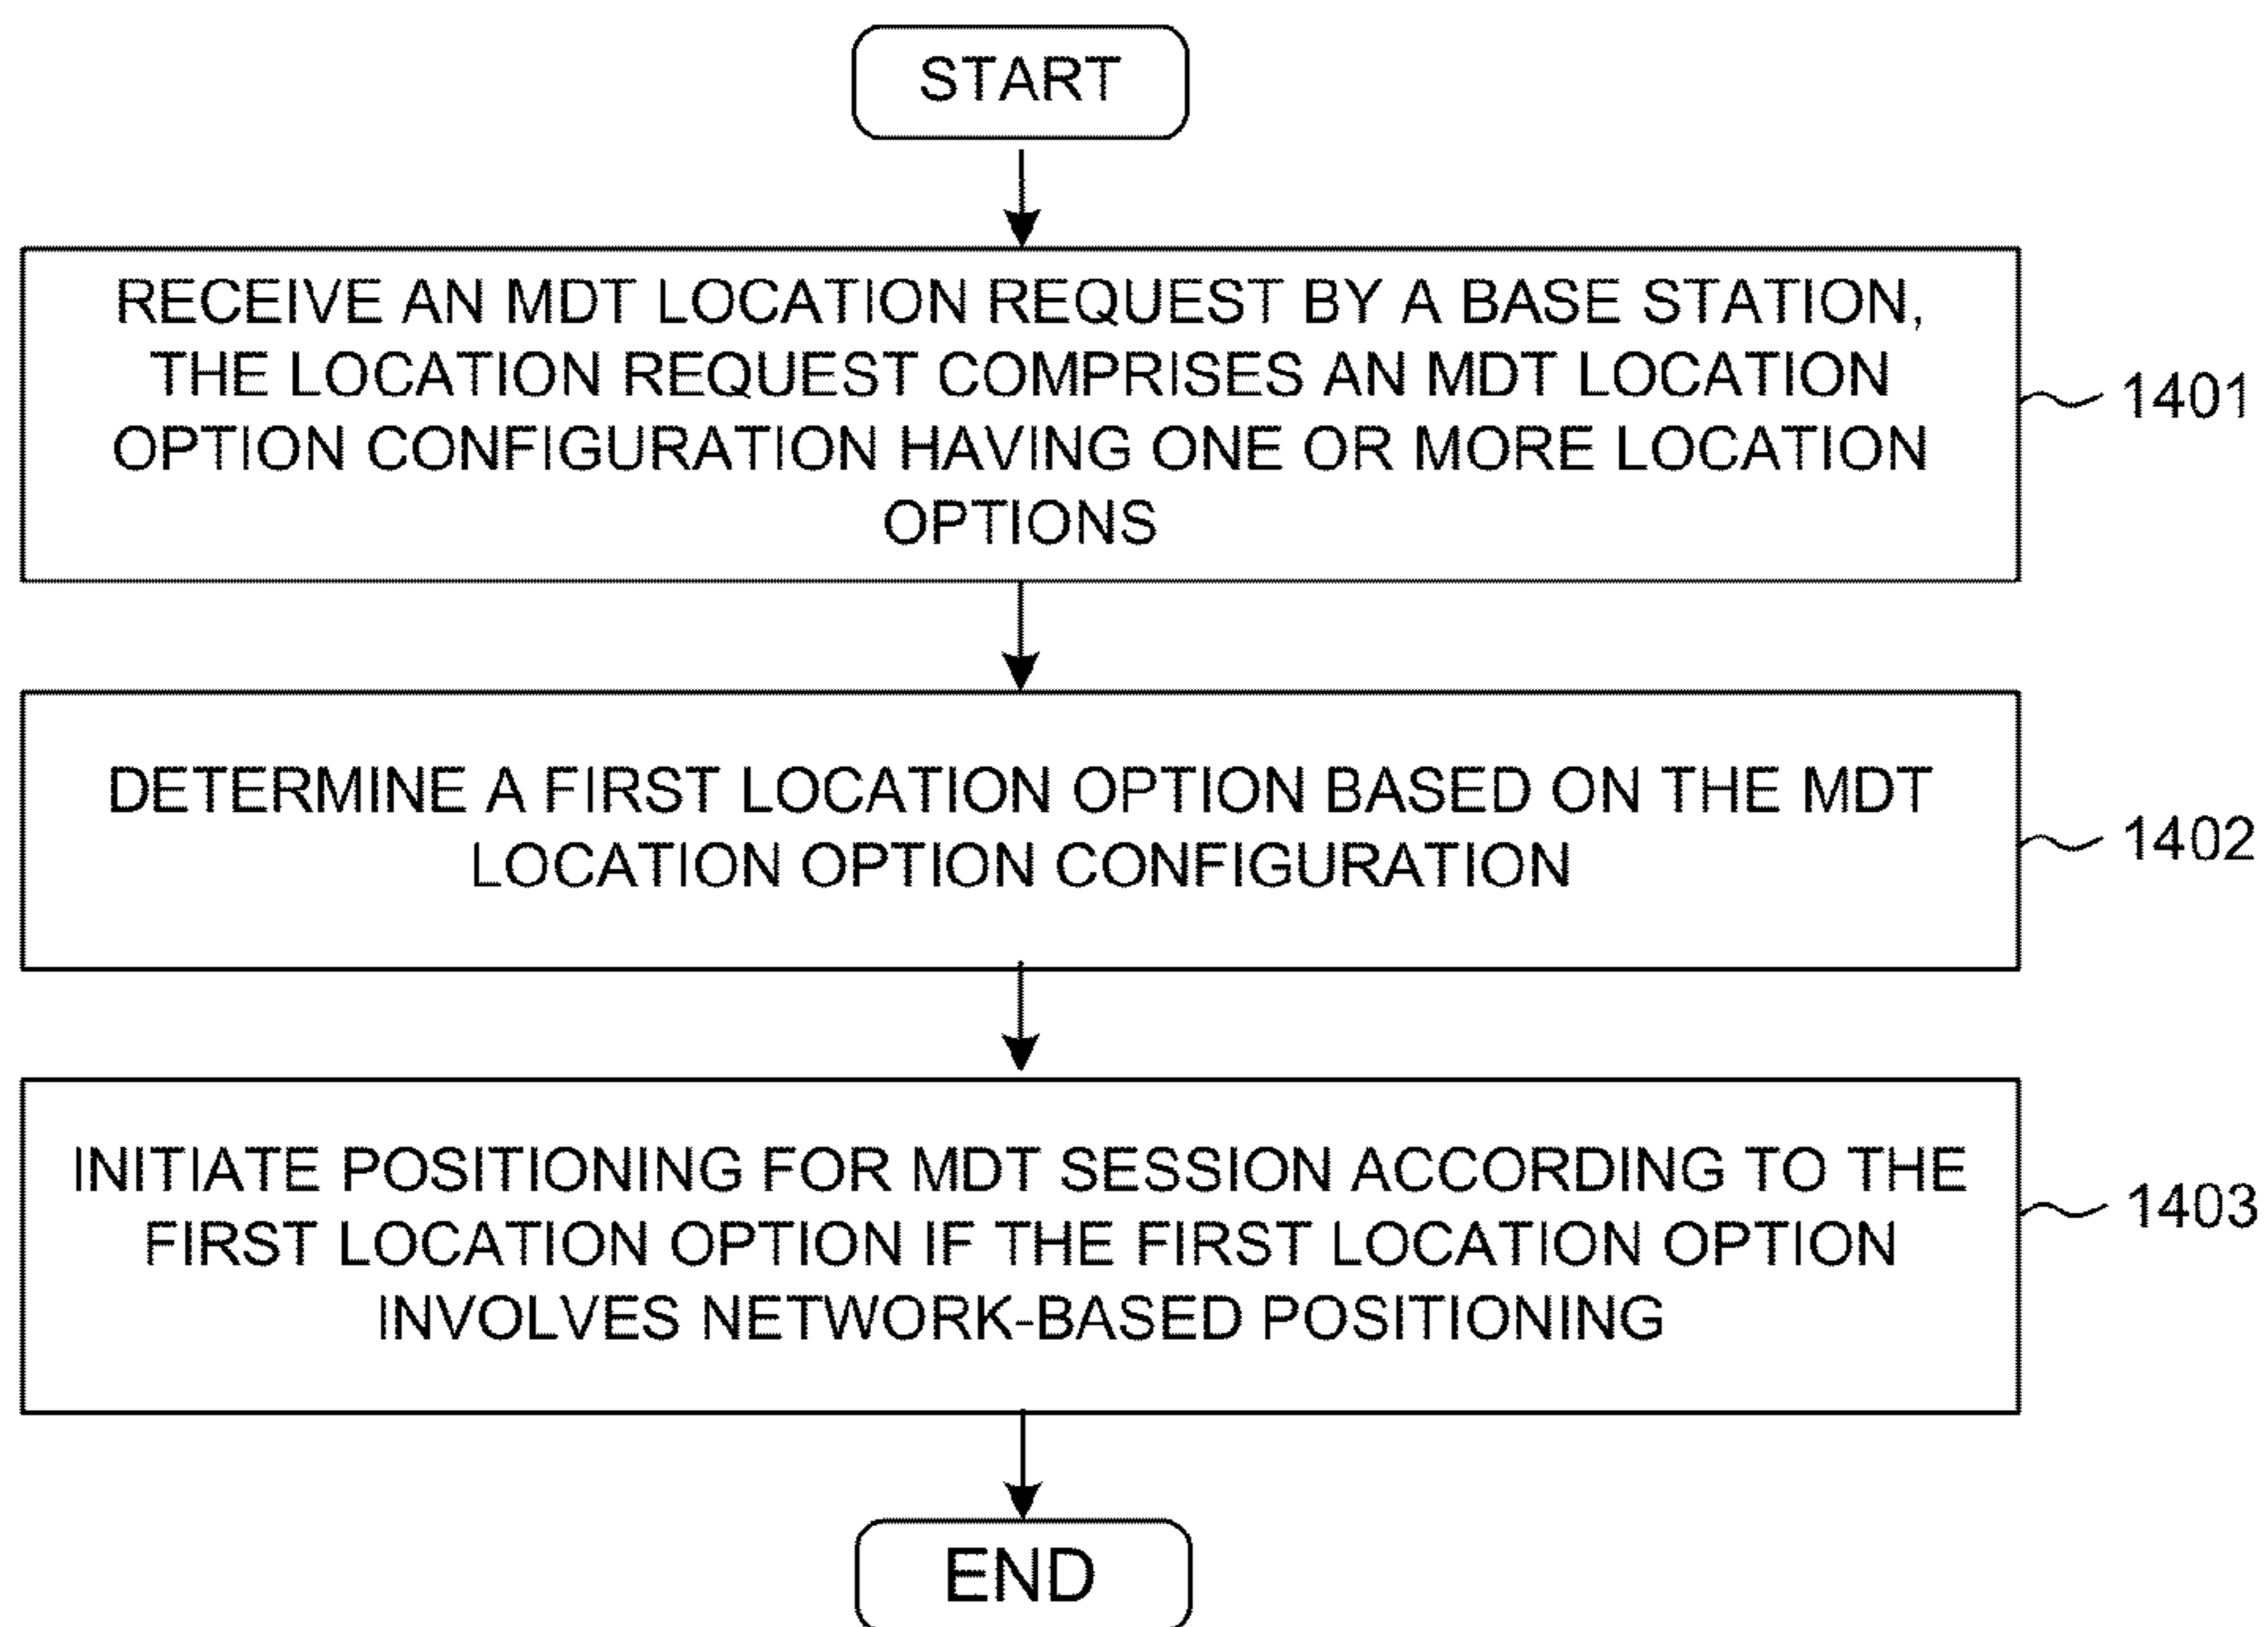 START
RECEIVE AN MDT LOCATION REQUEST BY A BASE STATION,
THE LOCATION REQUEST COMPRISES AN MDT LOCATION
OPTION CONFIGURATION HAVING ONE OR MORE LOCATION
OPTIONS
1401
DETERMINE A FIRST LOCATION OPTION BASED ON THE MDT
LOCATION OPTION CONFIGURATION
1402
INITIATE POSITIONING FOR MDT SESSION ACCORDING TO THE
FIRST LOCATION OPTION IF THE FIRST LOCATION OPTION
INVOLVES NETWORK-BASED POSITIONING
1403
END